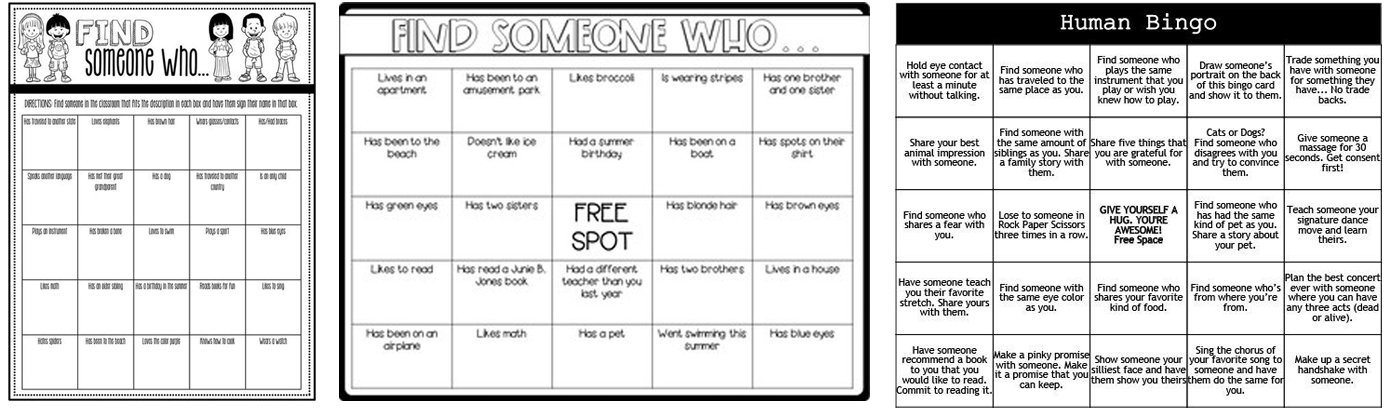 FIND
someone who...
DIRECTIONS: Find someone in the classroom that fits the description in each box and have them sign their name in that box.
Has traveled to another state
Loves elephants
Has brown hair
Wears glasses/contacts
Has/Had braces
Speaks another language
Has met their great
grandparent
Has a dog
Has traveled to another
country
Is an only child
Plays an instrument
Has broken a bone
Loves to swim
Plays a sport
Has blue eyes
Likes math
Has an older sibling
Has a birthday in the summer
Reads books for fun
Likes to sing
Hates spiders
Has been to the beach
Loves the color purple
Knows how to cook
Wears a watch
FIND SOMEONE WHO...
Lives in an
apartment
Has been to an
amusement park
Likes broccoli
Is wearing stripes
Has one brother
and one sister
Has been to the
beach
Doesn't like ice
cream
Had a summer
birthday
Has been on a
boat
Has spots on their
shirt
Has green eyes
Has two sisters
FREE
SPOT
Has blonde hair
Has brown eyes
Likes to read
Has read a Junie B.
Jones book
Had a different
teacher than you
last year
Has two brothers
Lives in a house
Has been on an
airplane
Likes math
Has a pet
Went swimming this
summer
Has blue eyes
Human Bingo
Hold eye contact
with someone for at
least a minute
without talking.
Find someone who
has traveled to the
same place as you.
Find someone who
plays the same
instrument that you
play or wish you
knew how to play.
Draw someone's
portrait on the back
of this bingo card
and show it to them.
Trade something you
have with someone
for something they
have... No trade
backs.
Share your best
animal impression
with someone.
Find someone with
the same amount of
siblings as you. Share
a family story with
them.
Share five things that
you are grateful for
with someone.
Cats or Dogs?
Find someone who
disagrees with you
and try to convince
them.
Give someone a
massage for 30
seconds. Get consent
first!
Find someone who
shares a fear with
you.
Lose to someone in
Rock Paper Scissors
three times in a row.
GIVE YOURSELF A
HUG. YOU'RE
AWESOME!
Free Space
Find someone who
has had the same
kind of pet as you.
Share a story about
your pet.
Teach someone your
signature dance
move and learn
theirs.
Have someone teach
you their favorite
stretch. Share yours
with them.
Find someone with
the same eye color
as you.
Find someone who
shares your favorite
kind of food.
Find someone who's
from where you're
from.
Plan the best concert
ever with someone
where you can have
any three acts (dead
or alive).
Have someone
recommend a book
to you that you
would like to read.
Commit to reading it.
Make a pinky promise
with someone. Make
it a promise that you
can keep.
Show someone your
silliest face and have
them show you theirs
Sing the chorus of
your favorite song to
someone and have
them do the same for
you.
Make up a secret
handshake with
someone.